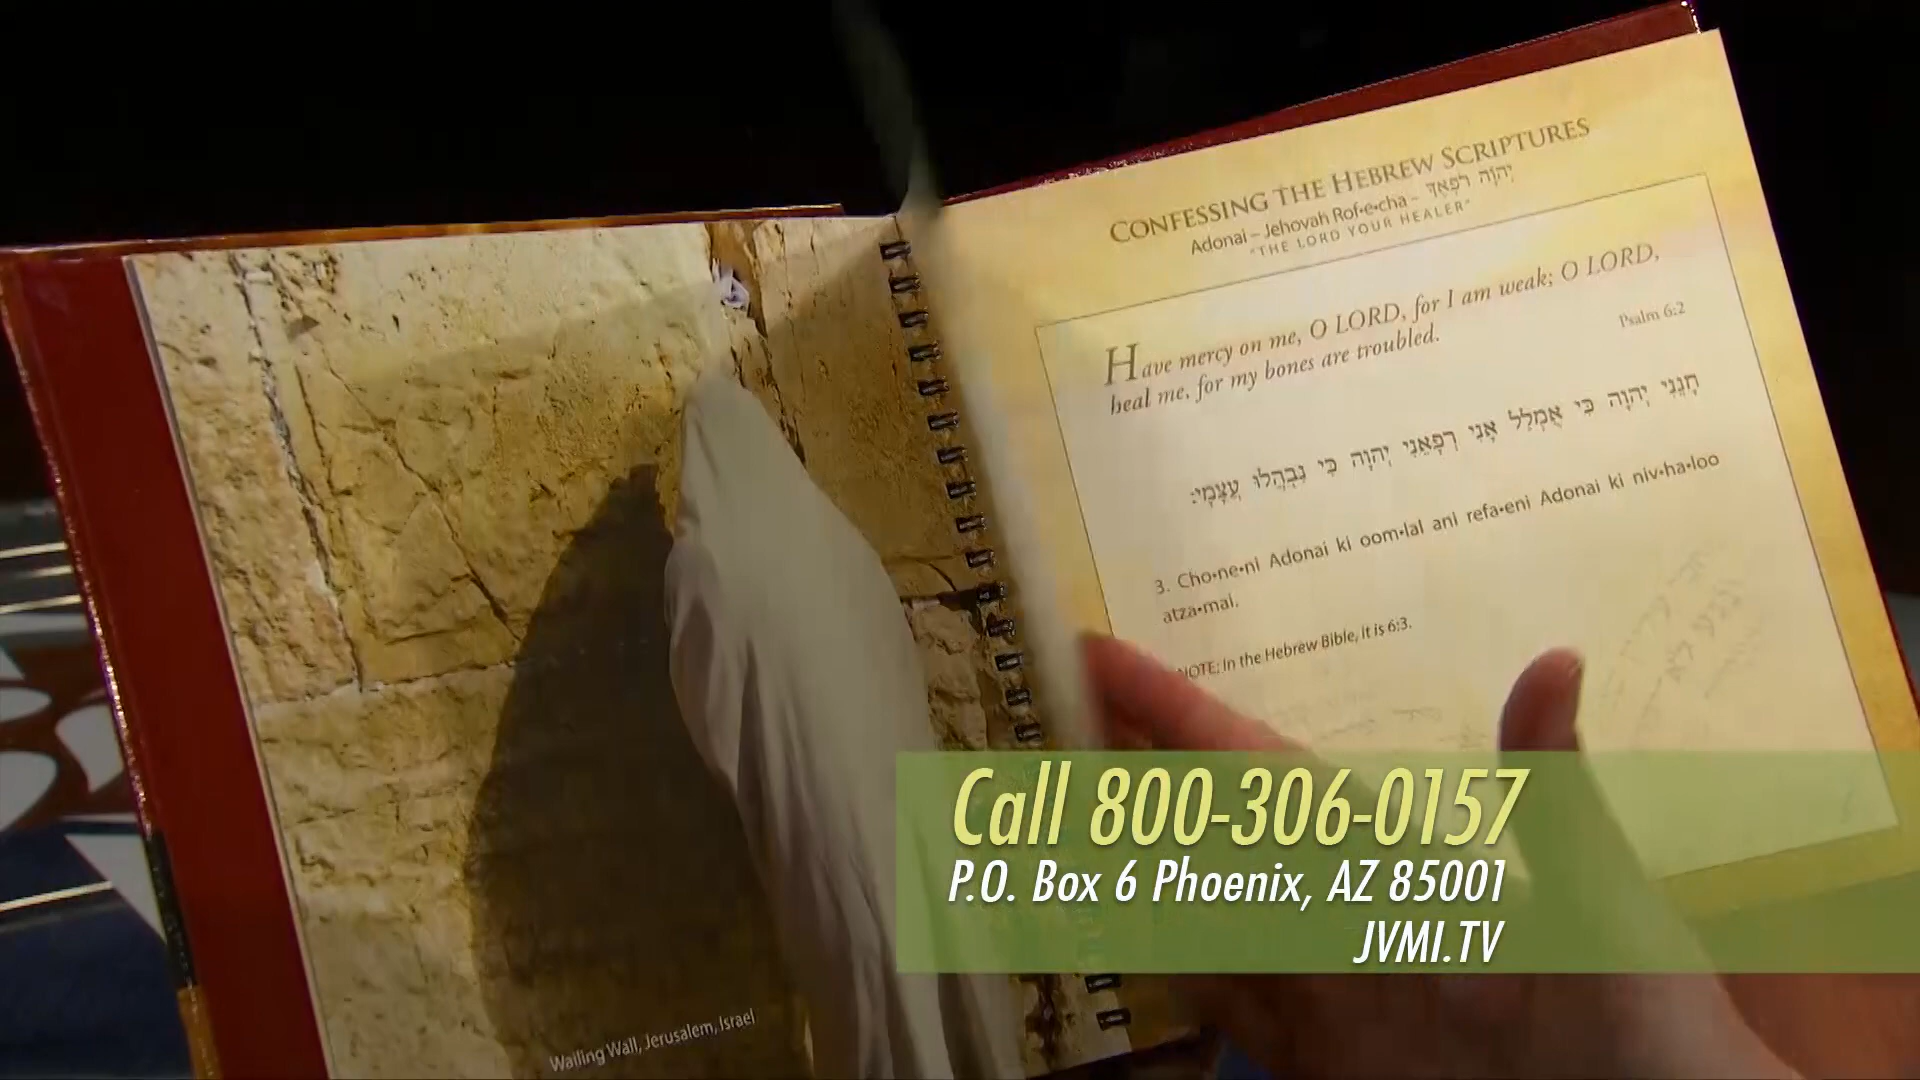 CONFESSING THE HEBREW SCRIPTURES
Adonai – Jehovah Rof•e•cha – יְהוָה רֹפְאֶךָ
"THE LORD YOUR HEALER"
Have mercy on me, O LORD, for I am weak; O LORD,
heal me, for my bones are troubled.
Psalm 6:2
חָנֵּנִי יְהוָה כִּי אֻמְלַל אָנִי רְפָאֵנִי יְהוָה כִּי נִבְהֲלוּ עֲצָמָי׃
3. Cho•ne•ni Adonai ki oom•lal ani refa•eni Adonai ki niv•ha•loo
atza•mai.
NOTE: In the Hebrew Bible, it is 6:3.
Wailing Wall, Jerusalem, Israel
Call 800-306-0157
P.O. Box 6 Phoenix, AZ 85001
JVMI.TV